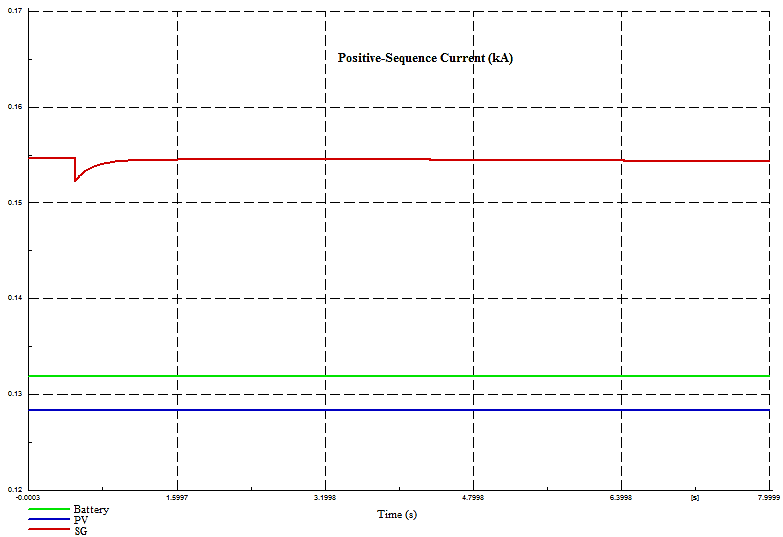 0.17
Positive-Sequence Current (kA)
0.16
0.15
0.14
0.13
0.12
-0.0003 1.5997 3.1998 4.7998 6.3998 [s] 7.9999
Time (s)
Battery
PV
SG